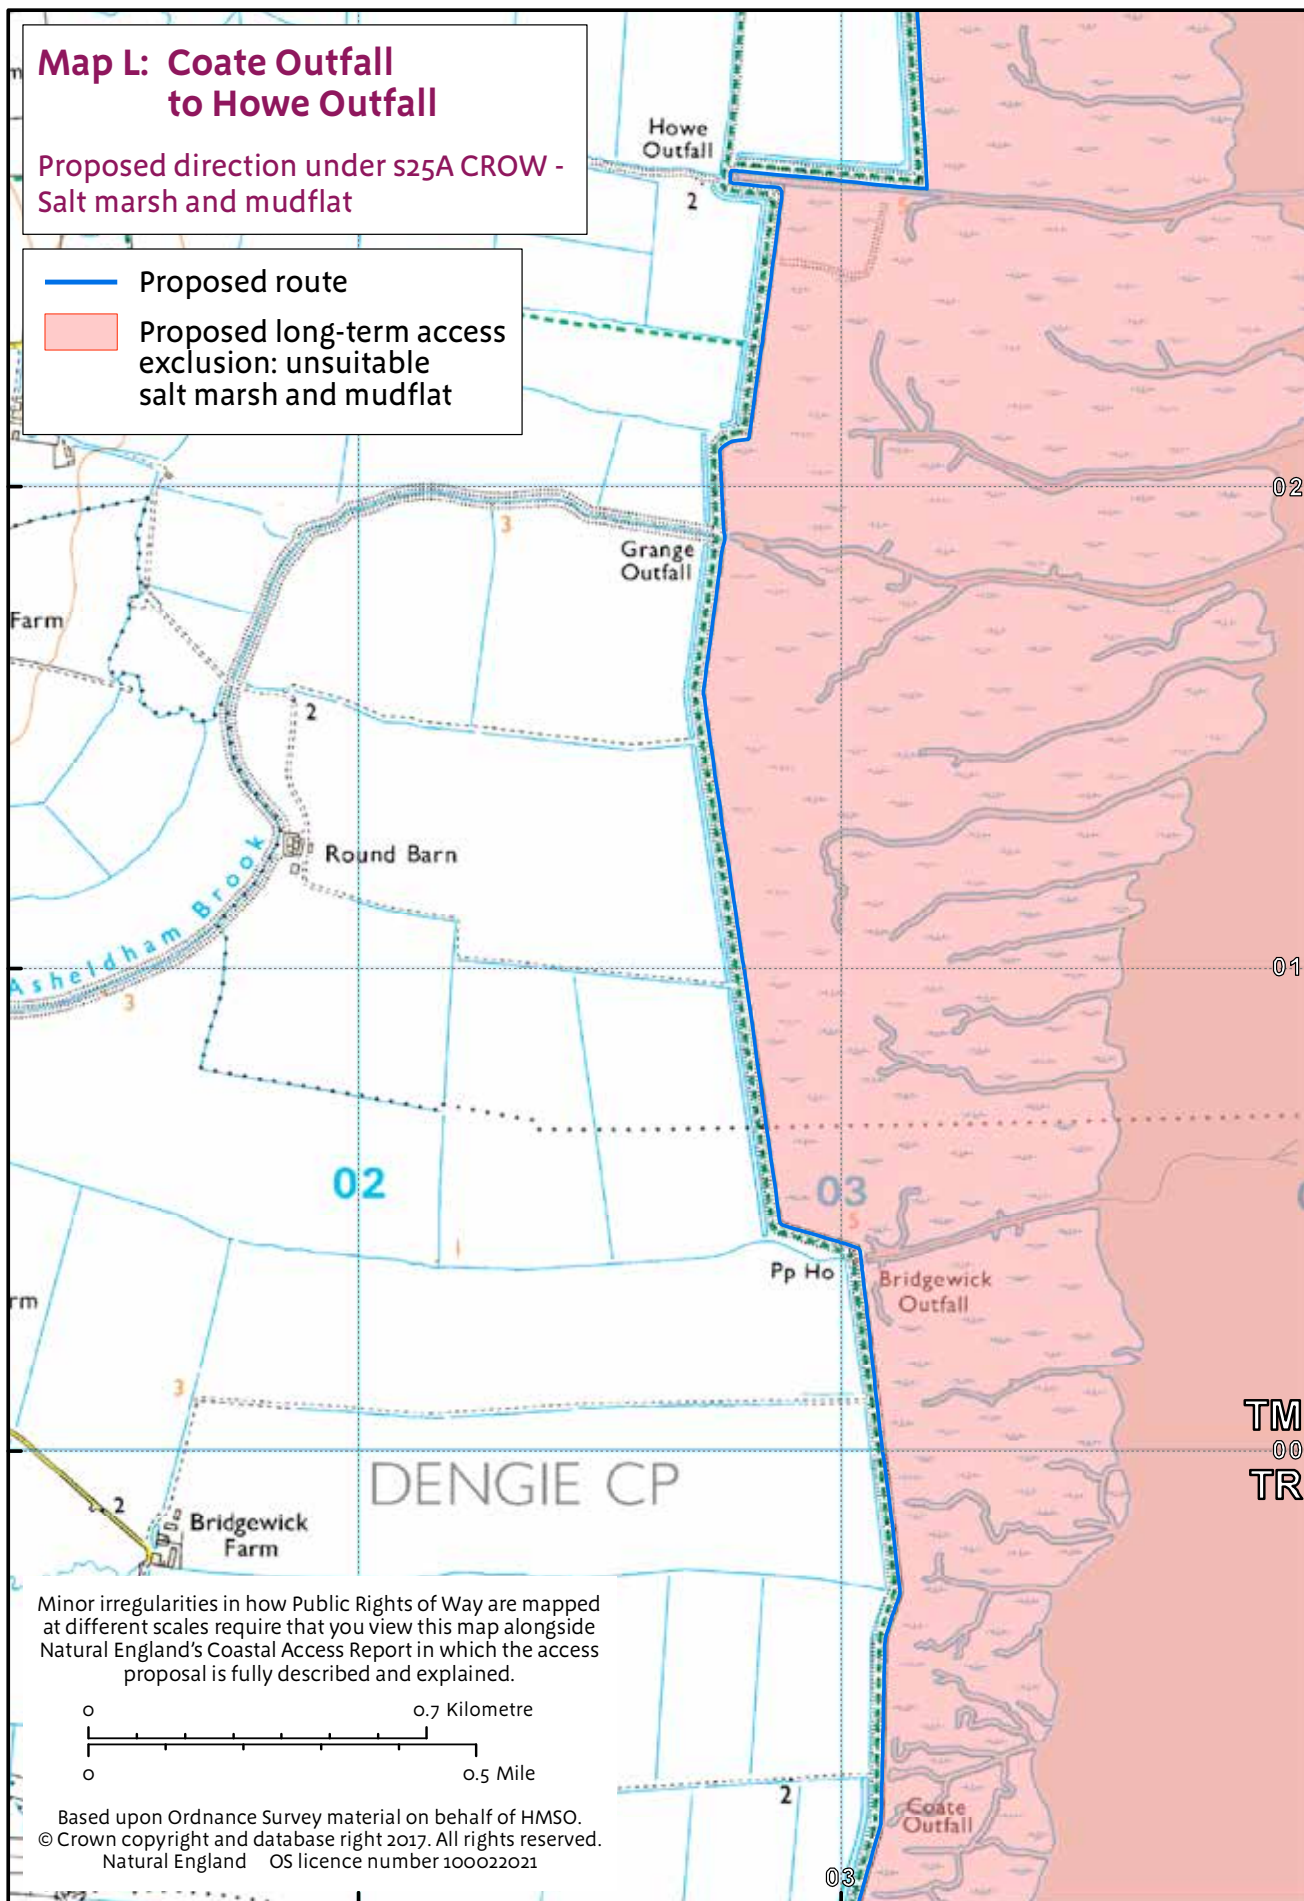 Map L: Coate Outfall
to Howe Outfall
Proposed direction under s25A CROW -
Salt marsh and mudflat
Proposed route
Proposed long-term access
exclusion: unsuitable
salt marsh and mudflat
m
Howe
Outfall
2
5
02
3
Grange
Outfall
Farm
2
Round Barn
Asheldham Brook
3
01
02
03
5
1
Pp Ho
Bridgewick
Outfall
rm
3
TM
00
TR
DENGIE CP
2
Bridgewick
Farm
Minor irregularities in how Public Rights of Way are mapped
at different scales require that you view this map alongside
Natural England's Coastal Access Report in which the access
proposal is fully described and explained.
0 0.7 Kilometre
0 0.5 Mile
2
Coate
Outfall
Based upon Ordnance Survey material on behalf of HMSO.
© Crown copyright and database right 2017. All rights reserved.
Natural England OS licence number 100022021
03